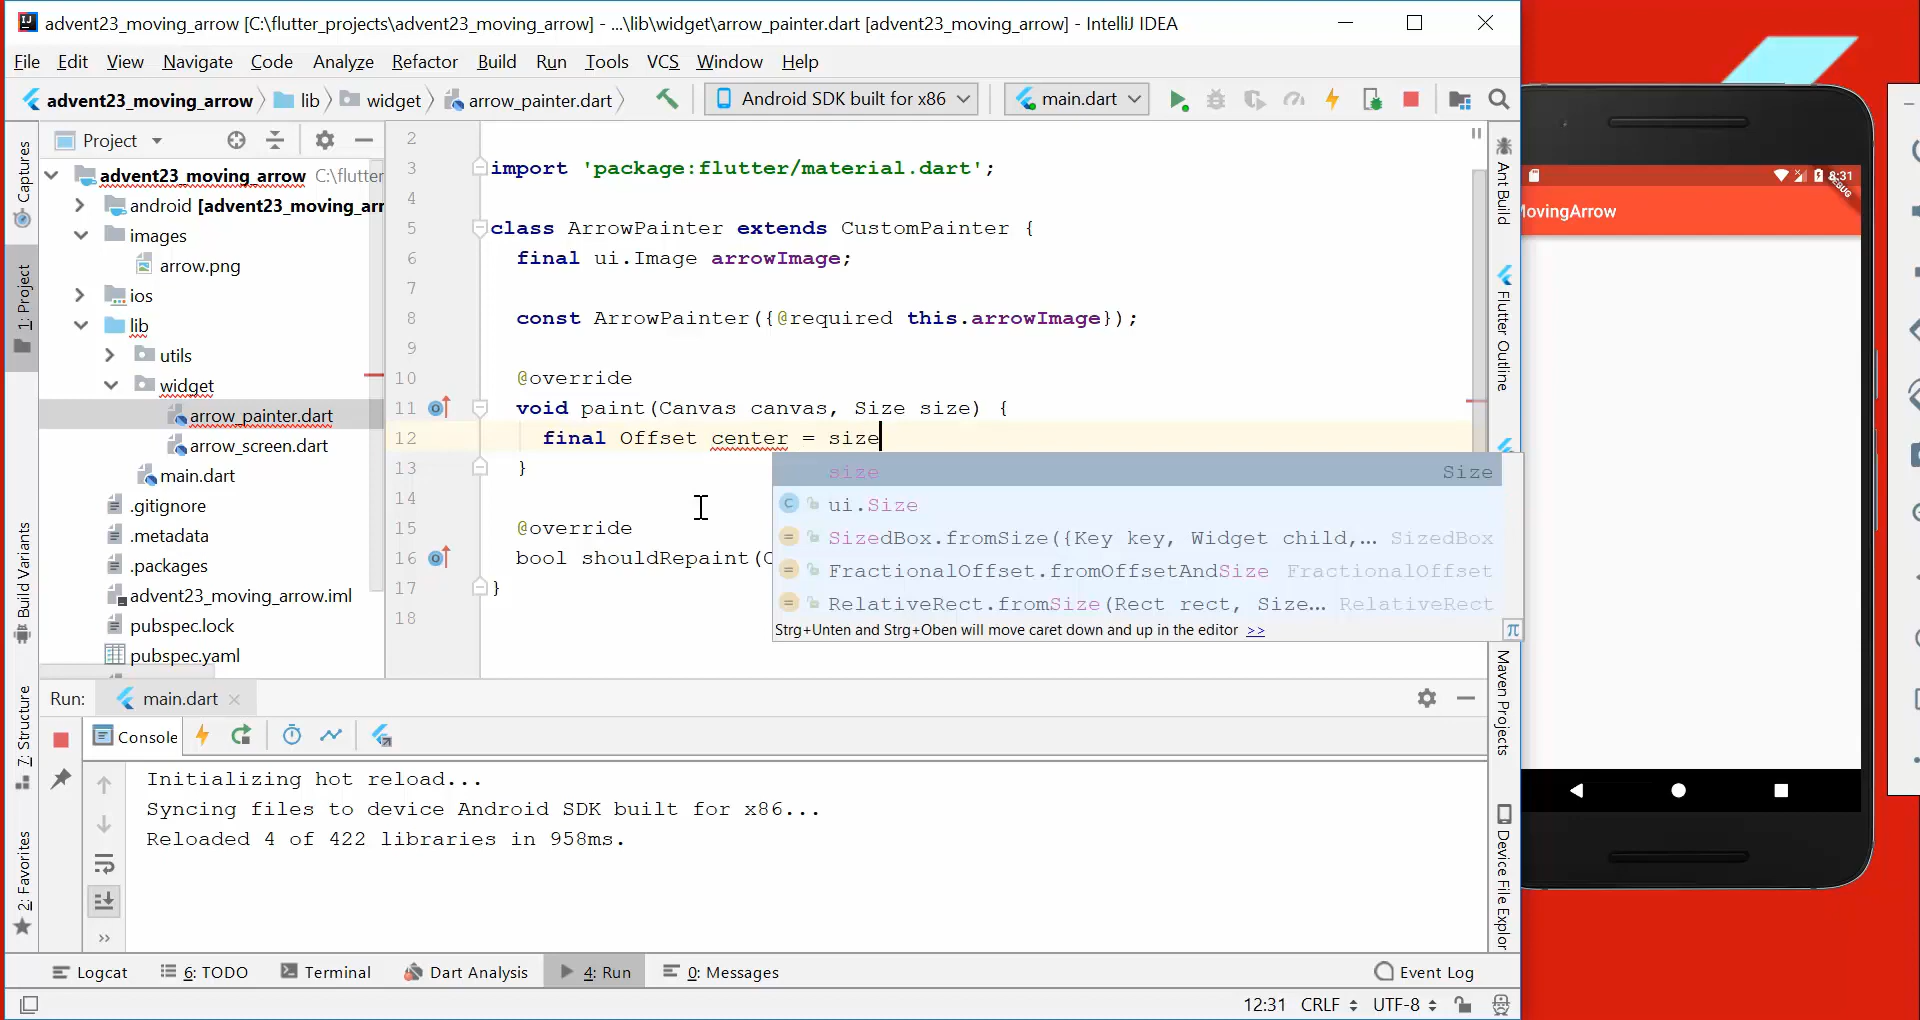 advent23_moving_arrow [C:\flutter_projects\advent23_moving_arrow] - ...\lib\widget\arrow_painter.dart [advent23_moving_arrow] - IntelliJ IDEA
File Edit View Navigate Code Analyze Refactor Build Run Tools VCS Window Help
advent23_moving_arrow lib widget arrow_painter.dart Android SDK built for x86 main.dart
Project
advent23_moving_arrow C:\flutter
android [advent23_moving_arr
images
arrow.png
ios
lib
utils
widget
arrow_painter.dart
arrow_screen.dart
main.dart
.gitignore
.metadata
.packages
advent23_moving_arrow.iml
pubspec.lock
pubspec.yaml
Captures
1: Project
Build Variants
7: Structure
2: Favorites
2
3 import 'package:flutter/material.dart';
4
5 class ArrowPainter extends CustomPainter {
6 final ui.Image arrowImage;
7
8 const ArrowPainter({@required this.arrowImage});
9
10 @override
11 void paint(Canvas canvas, Size size) {
12 final Offset center = size
13 }
14
15 @override
16 bool shouldRepaint(C
17 }
18
size Size
ui.Size
SizedBox.fromSize({Key key, Widget child,... SizedBox
FractionalOffset.fromOffsetAndSize FractionalOffset
RelativeRect.fromSize(Rect rect, Size... RelativeRect
Strg+Unten and Strg+Oben will move caret down and up in the editor >>
π
Ant Build
Flutter Outline
Maven Projects
Device File Explor
8:31
DEBUG
MovingArrow
Run: main.dart
Console
Initializing hot reload...
Syncing files to device Android SDK built for x86...
Reloaded 4 of 422 libraries in 958ms.
Logcat 6: TODO Terminal Dart Analysis 4: Run 0: Messages Event Log
12:31 CRLF UTF-8